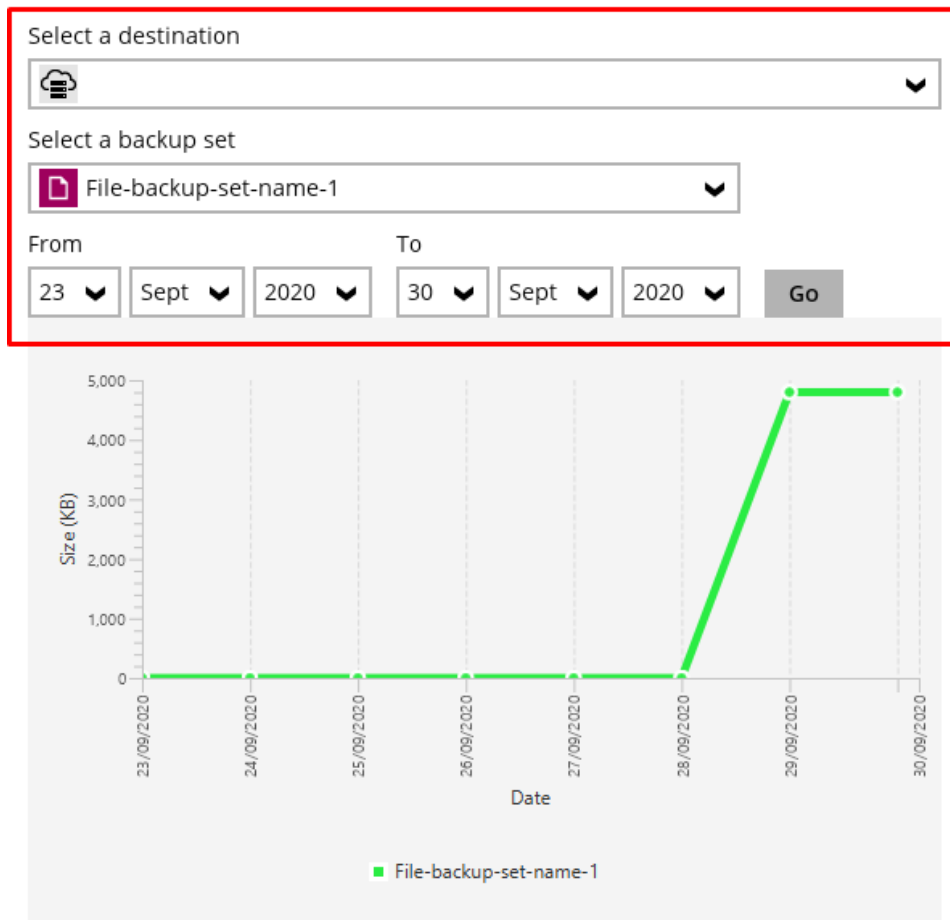 Select a destination
Select a backup set
File-backup-set-name-1
From To
23 Sept 2020 30 Sept 2020 Go
5,000
4,000
3,000
2,000
1,000
0
Size (KB)
23/09/2020 24/09/2020 25/09/2020 26/09/2020 27/09/2020 28/09/2020 29/09/2020 30/09/2020
Date
File-backup-set-name-1